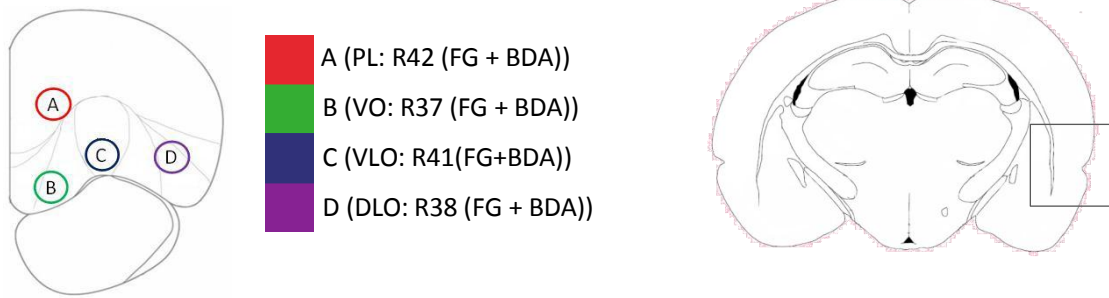 A
B
C
D
A (PL: R42 (FG + BDA))
B (VO: R37 (FG + BDA))
C (VLO: R41(FG+BDA))
D (DLO: R38 (FG + BDA))